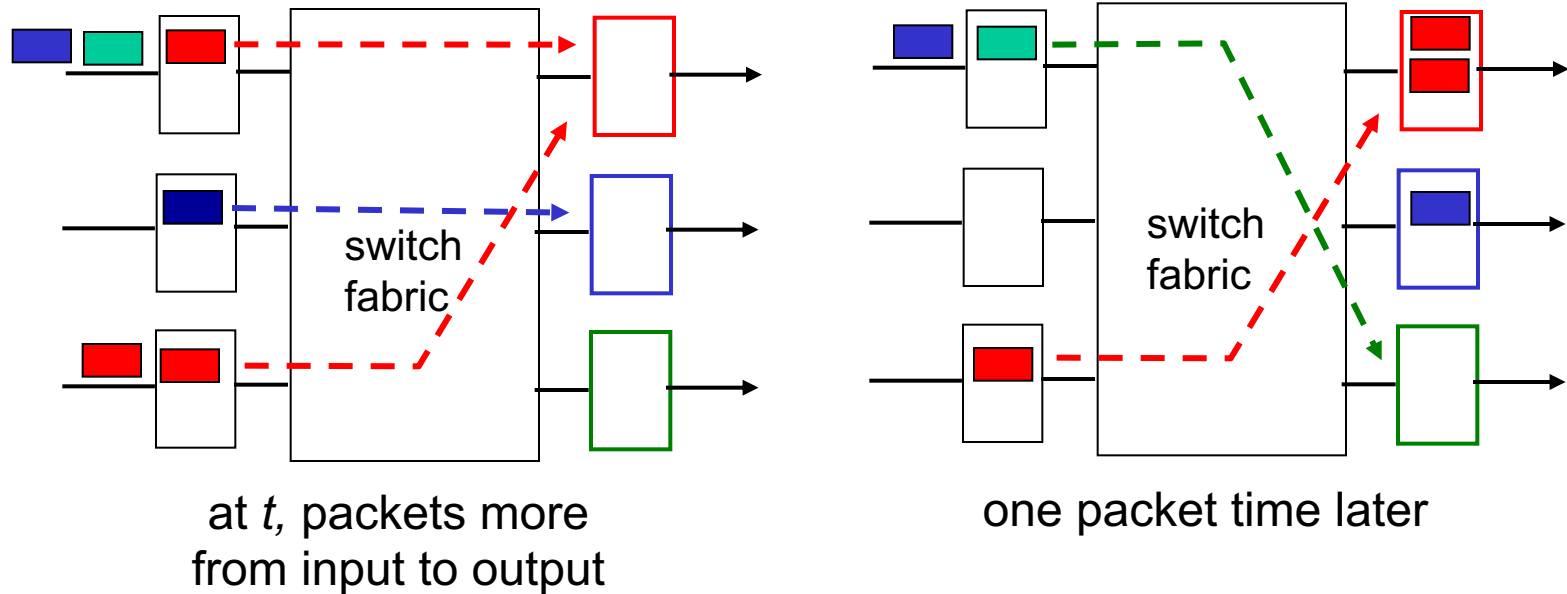 switch
fabric
switch
fabric
at t, packets more
from input to output
one packet time later